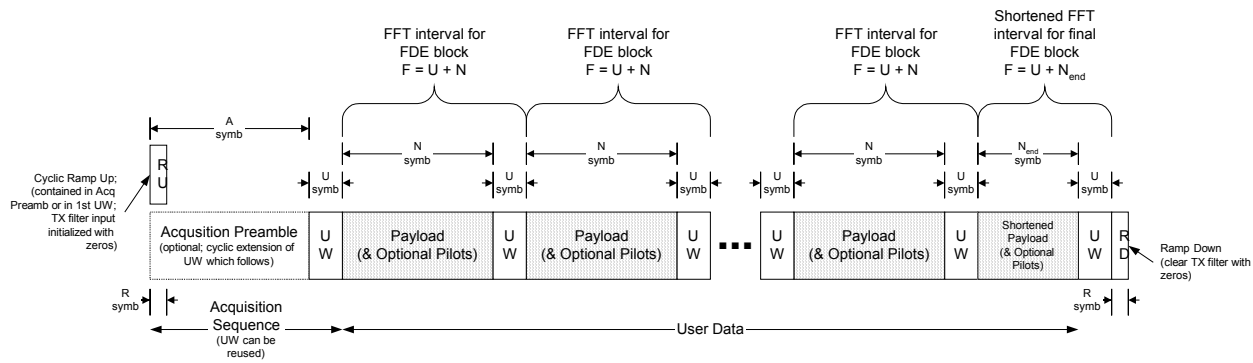 FFT interval for
FDE block
F = U + N
FFT interval for
FDE block
F = U + N
FFT interval for
FDE block
F = U + N
Shortened FFT
interval for final
FDE block
F = U + Nend
A
symb
N
symb
N
symb
N
symb
Nend
symb
Cyclic Ramp Up;
(contained in Acq
Preamb or in 1st UW;
TX filter input
initialized with
zeros)
R
U
U
symb
U
symb
U
symb
U
symb
U
symb
U
symb
Acqusition Preamble
(optional; cyclic extension of
UW which follows)
U
W
Payload
(& Optional Pilots)
U
W
Payload
(& Optional Pilots)
U
W
U
W
Payload
(& Optional Pilots)
U
W
Shortened
Payload
(& Optional
Pilots)
U
W
R
D
Ramp Down
(clear TX filter with
zeros)
R
symb
R
symb
Acquisition
Sequence
(UW can be
reused)
User Data